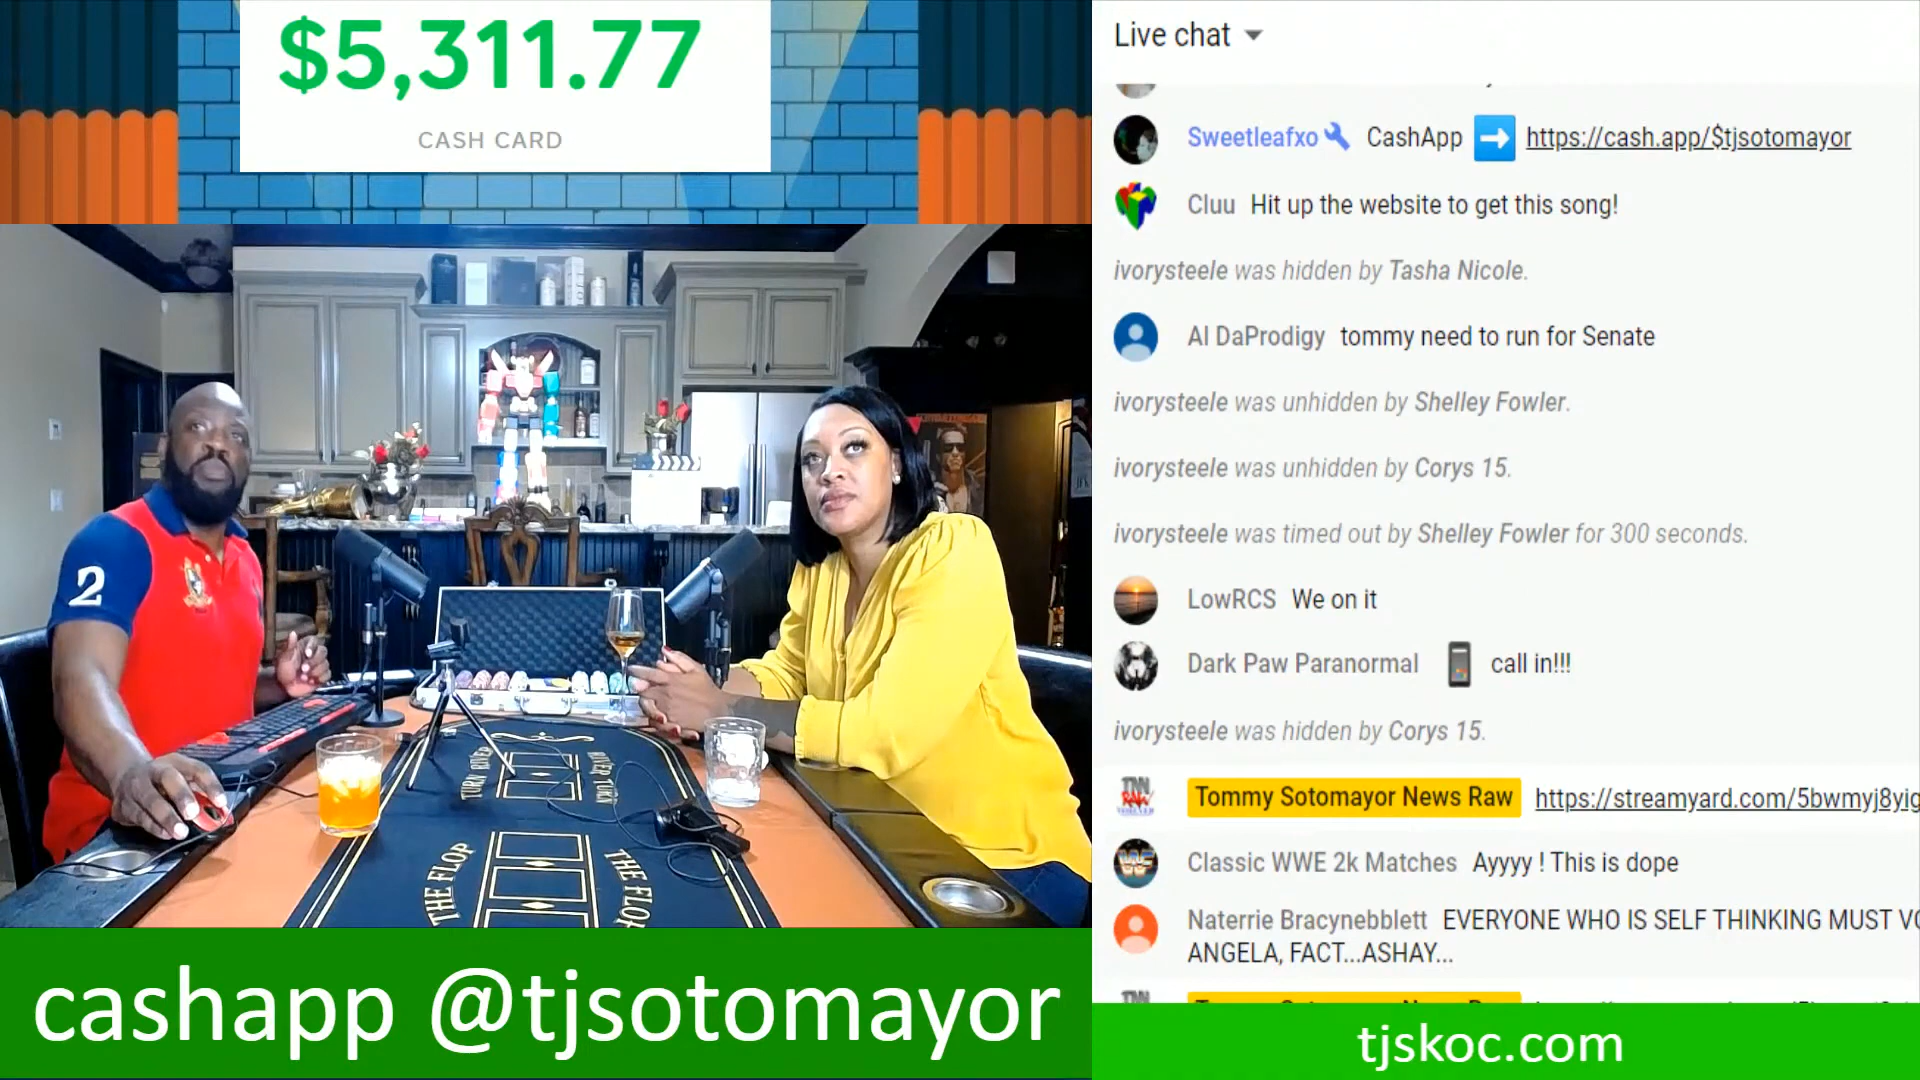 $5,311.77
CASH CARD
2
TURN RIVER
RIVER TURN
THE FLOP
THE FLOP
cashapp @tjsotomayor
Live chat
Sweetleafxo CashApp ➡ https://cash.app/$tjsotomayor
Cluu Hit up the website to get this song!
ivorysteele was hidden by Tasha Nicole.
Al DaProdigy tommy need to run for Senate
ivorysteele was unhidden by Shelley Fowler.
ivorysteele was unhidden by Corys 15.
ivorysteele was timed out by Shelley Fowler for 300 seconds.
LowRCS We on it
Dark Paw Paranormal 📱 call in!!!
ivorysteele was hidden by Corys 15.
TNN
RAW
Tommy Sotomayor News Raw https://streamyard.com/5bwmyj8yig
Classic WWE 2k Matches Ayyyy ! This is dope
Naterrie Bracynebblett EVERYONE WHO IS SELF THINKING MUST VO
ANGELA, FACT...ASHAY...
tjskoc.com